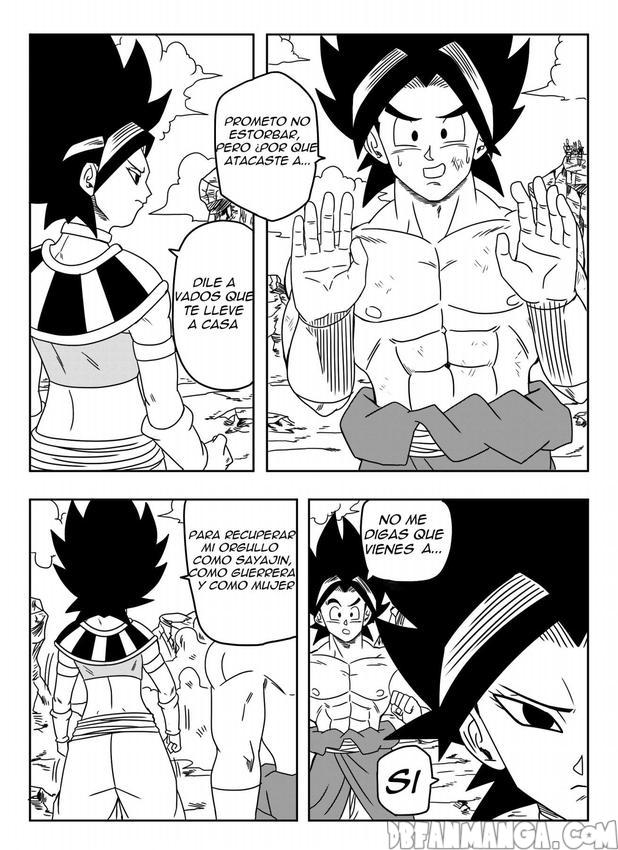 PROMETO NO
ESTORBAR,
PERO ¿POR QUE
ATACASTE A...
DILE A
VADOS QUE
TE LLEVE
A CASA
PARA RECUPERAR
MI ORGULLO
COMO SAYAJIN,
COMO GUERRERA
Y COMO MUJER
NO ME
DIGAS QUE
VIENES A...
SI
DBFANMANGA.COM